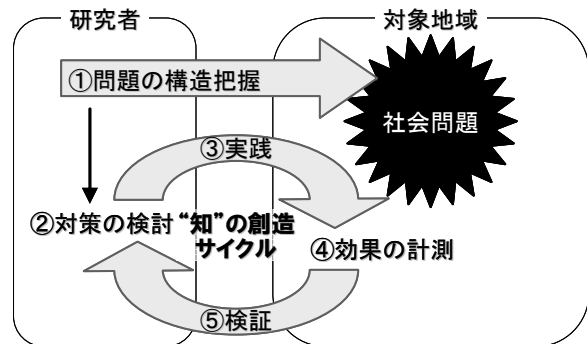 研究者
対象地域
①問題の構造把握
社会問題
③実践
②対策の検討
“知”の創造
サイクル
④効果の計測
⑤検証